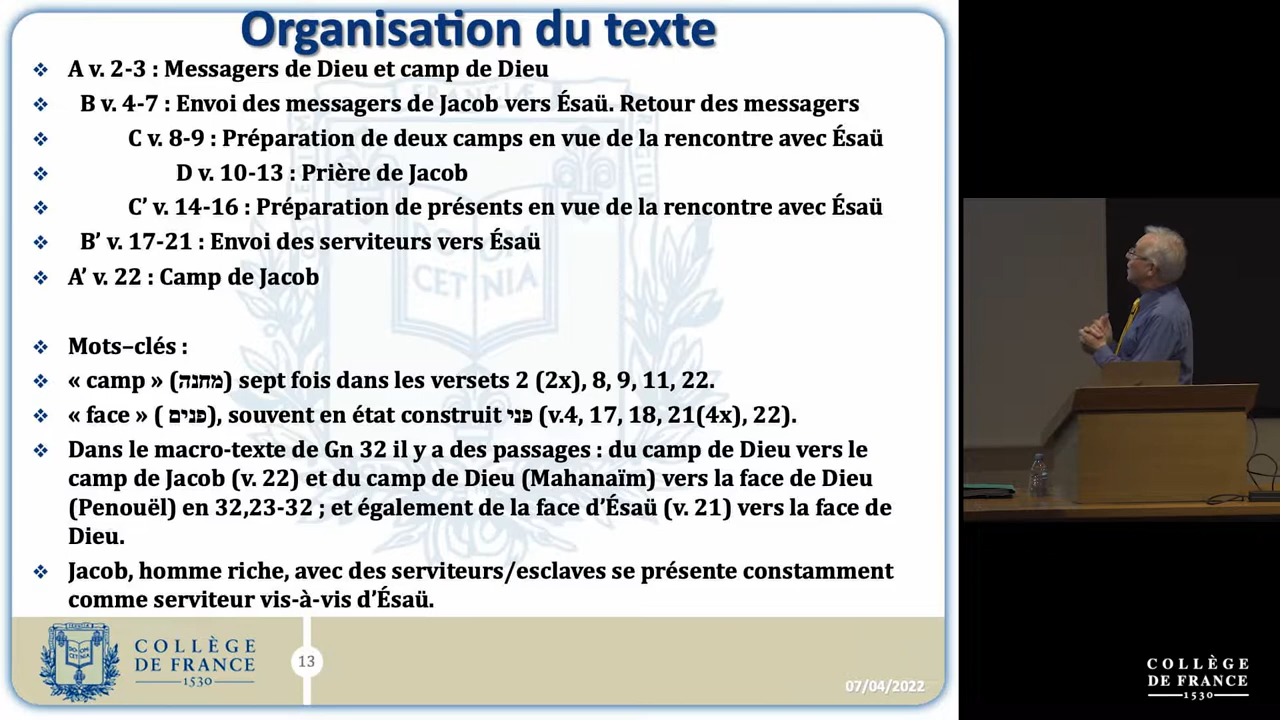 Organisation du texte
❖ A v. 2-3 : Messagers de Dieu et camp de Dieu
❖ B v. 4-7 : Envoi des messagers de Jacob vers Ésaü. Retour des messagers
❖ C v. 8-9 : Préparation de deux camps en vue de la rencontre avec Ésaü
❖ D v. 10-13 : Prière de Jacob
❖ C’ v. 14-16 : Préparation de présents en vue de la rencontre avec Ésaü
❖ B’ v. 17-21 : Envoi des serviteurs vers Ésaü
❖ A’ v. 22 : Camp de Jacob
❖ Mots–clés :
❖ « camp » (מחנה) sept fois dans les versets 2 (2x), 8, 9, 11, 22.
❖ « face » ( פנים), souvent en état construit פני (v.4, 17, 18, 21(4x), 22).
❖ Dans le macro-texte de Gn 32 il y a des passages : du camp de Dieu vers le
camp de Jacob (v. 22) et du camp de Dieu (Mahanaïm) vers la face de Dieu
(Penouël) en 32,23-32 ; et également de la face d’Ésaü (v. 21) vers la face de
Dieu.
❖ Jacob, homme riche, avec des serviteurs/esclaves se présente constamment
comme serviteur vis-à-vis d’Ésaü.
COLLÈGE
DE FRANCE
1530
13
07/04/2022
COLLÈGE
DE FRANCE
1530